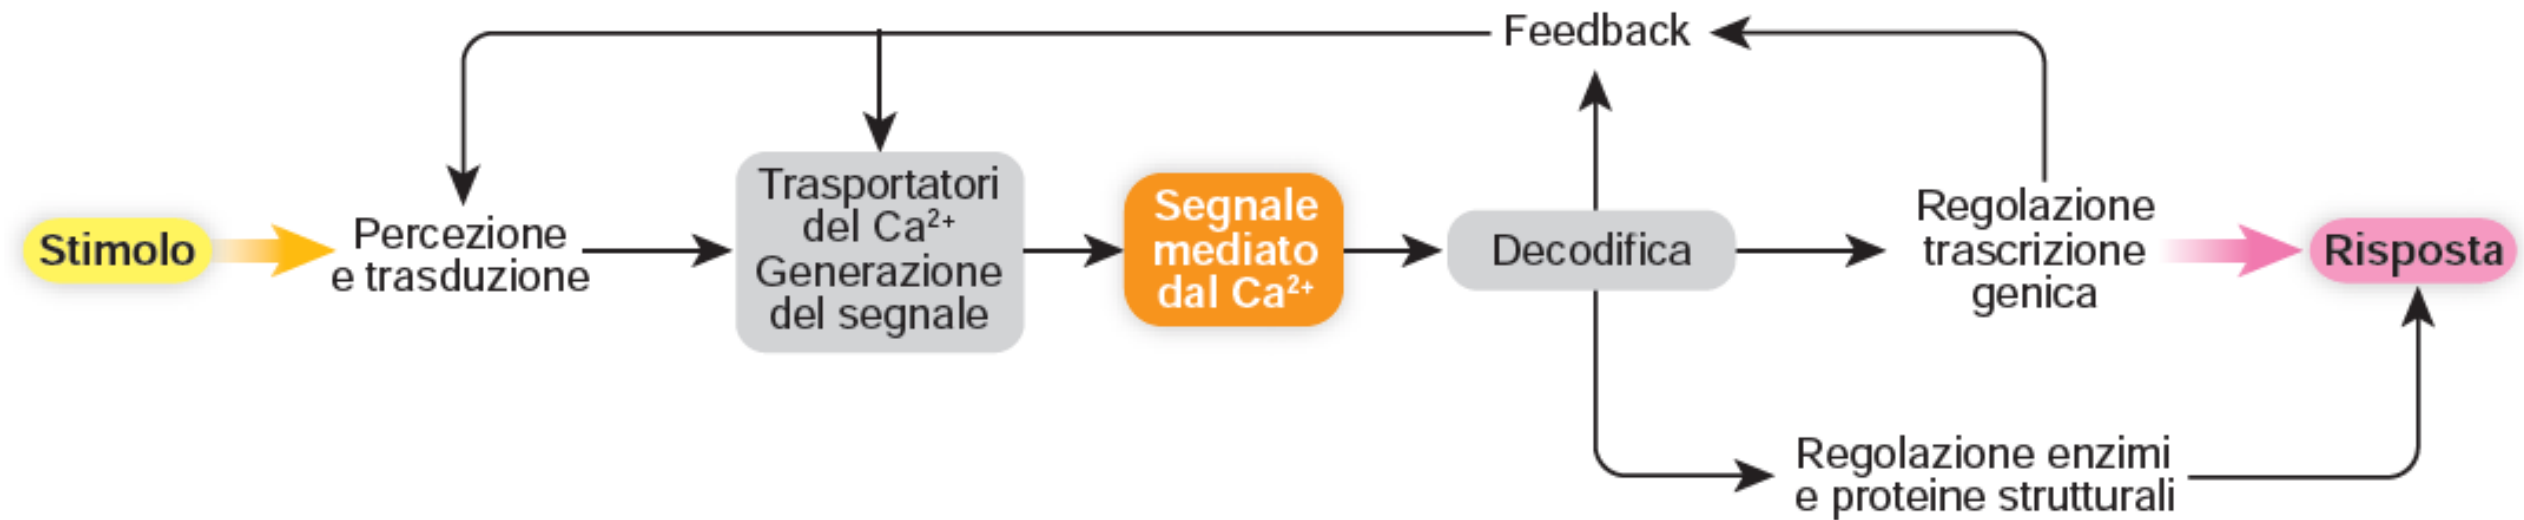 Feedback
Stimolo
Percezione
e trasduzione
Trasportatori
del Ca²⁺
Generazione
del segnale
Segnale
mediato
dal Ca²⁺
Decodifica
Regolazione
trascrizione
genica
Risposta
Regolazione enzimi
e proteine strutturali